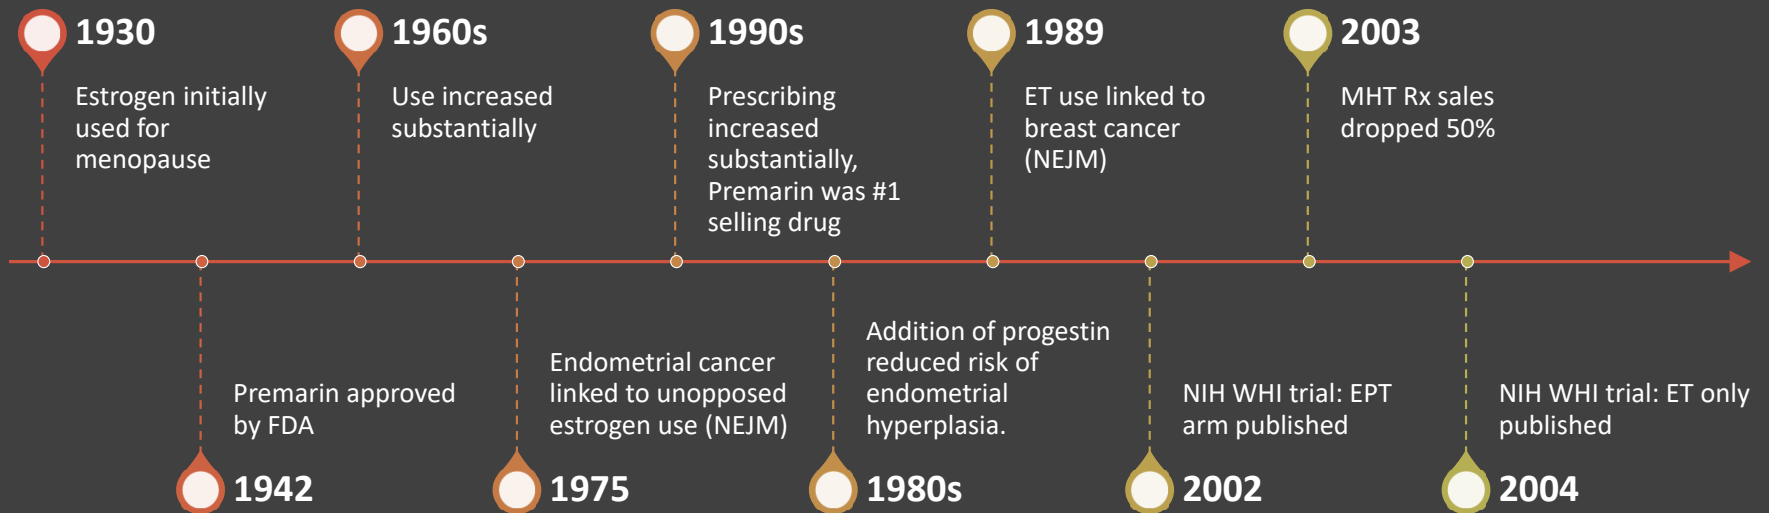 1930
Estrogen initially
used for
menopause
1942
Premarin approved
by FDA
1960s
Use increased
substantially
1975
Endometrial cancer
linked to unopposed
estrogen use (NEJM)
1990s
Prescribing
increased
substantially,
Premarin was #1
selling drug
1980s
Addition of progestin
reduced risk of
endometrial
hyperplasia.
1989
ET use linked to
breast cancer
(NEJM)
2002
NIH WHI trial: EPT
arm published
2003
MHT Rx sales
dropped 50%
2004
NIH WHI trial: ET only
published